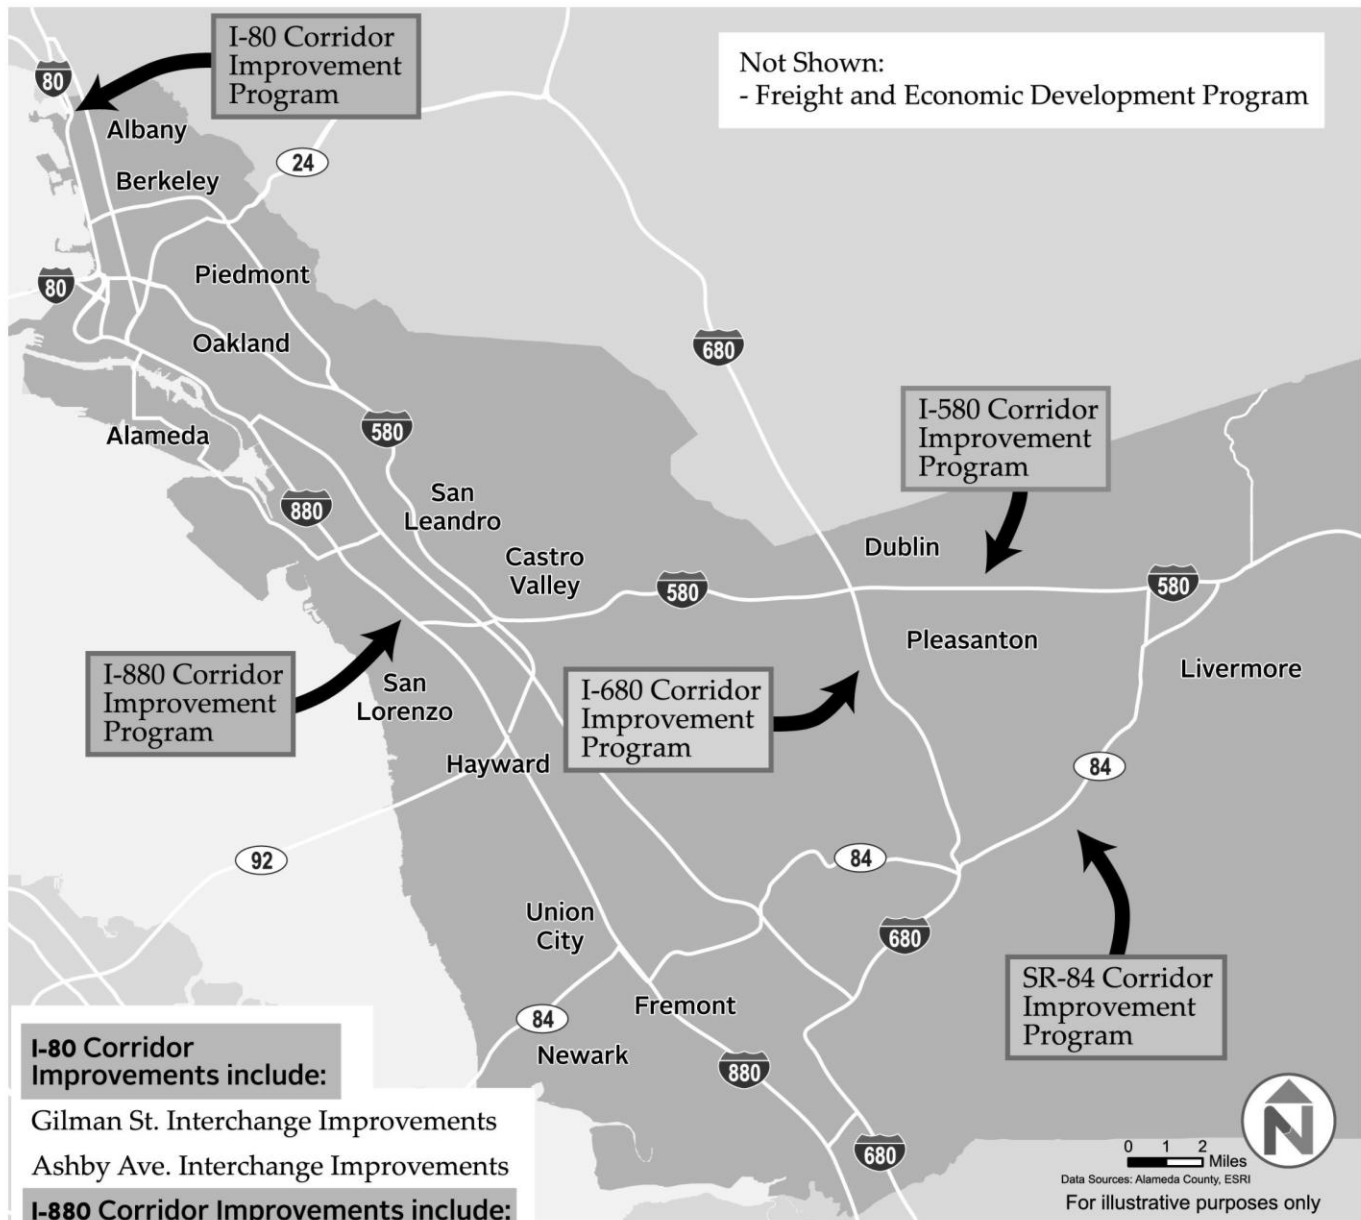 I-80 Corridor
Improvement
Program
Not Shown:
- Freight and Economic Development Program
80
Albany
24
Berkeley
Piedmont
80
Oakland
680
I-580 Corridor
Improvement
Program
Alameda
580
880
San
Leandro
Dublin
Castro
Valley
580
580
Pleasanton
I-880 Corridor
Improvement
Program
San
Lorenzo
I-680 Corridor
Improvement
Program
Livermore
Hayward
84
92
84
Union
City
680
SR-84 Corridor
Improvement
Program
Fremont
84
Newark
880
680
I-80 Corridor
Improvements include:
Gilman St. Interchange Improvements
Ashby Ave. Interchange Improvements
I-880 Corridor Improvements include:
N
0 1 2
Miles
Data Sources: Alameda County, ESRI
For illustrative purposes only